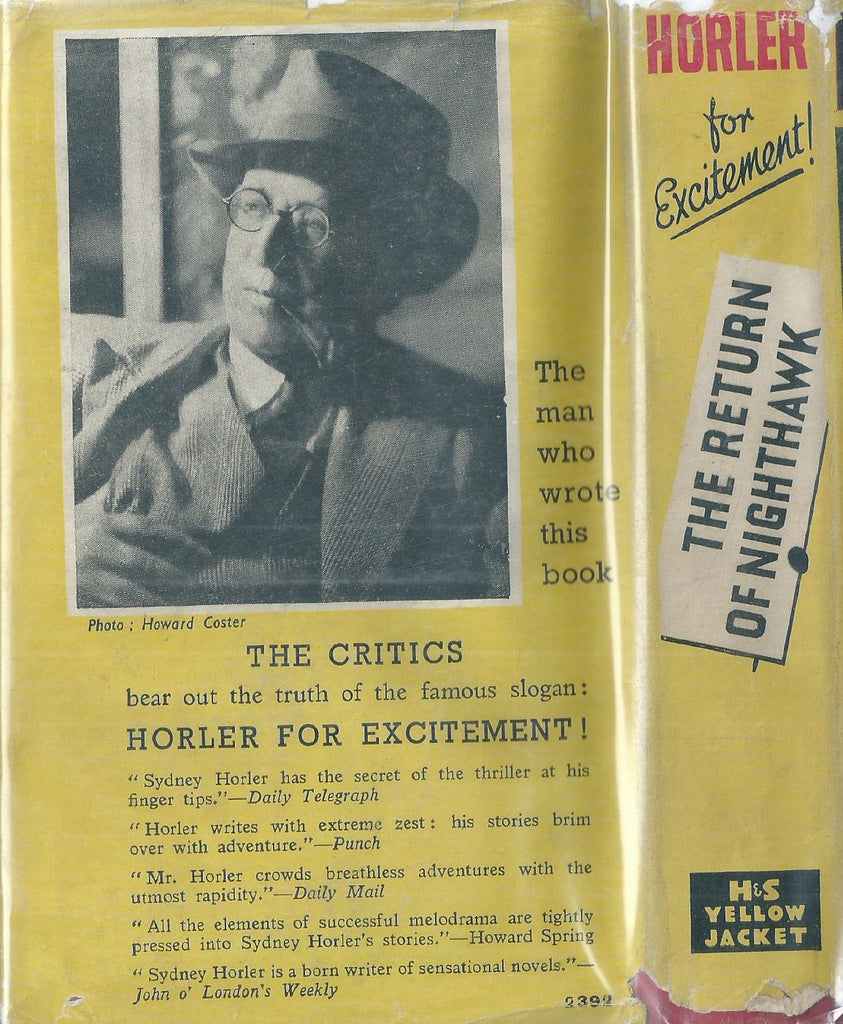 The
man
who
wrote
this
book
Photo : Howard Coster
THE CRITICS
bear out the truth of the famous slogan:
HORLER FOR EXCITEMENT!
“Sydney Horler has the secret of the thriller at his
finger tips.”—Daily Telegraph
“Horler writes with extreme zest: his stories brim
over with adventure.”—Punch
“Mr. Horler crowds breathless adventures with the
utmost rapidity.”—Daily Mail
“All the elements of successful melodrama are tightly
pressed into Sydney Horler's stories.”—Howard Spring
“Sydney Horler is a born writer of sensational novels.”—
John o' London's Weekly
2392
HORLER
for
Excitement!
THE RETURN
OF NIGHTHAWK
H&S
YELLOW
JACKET